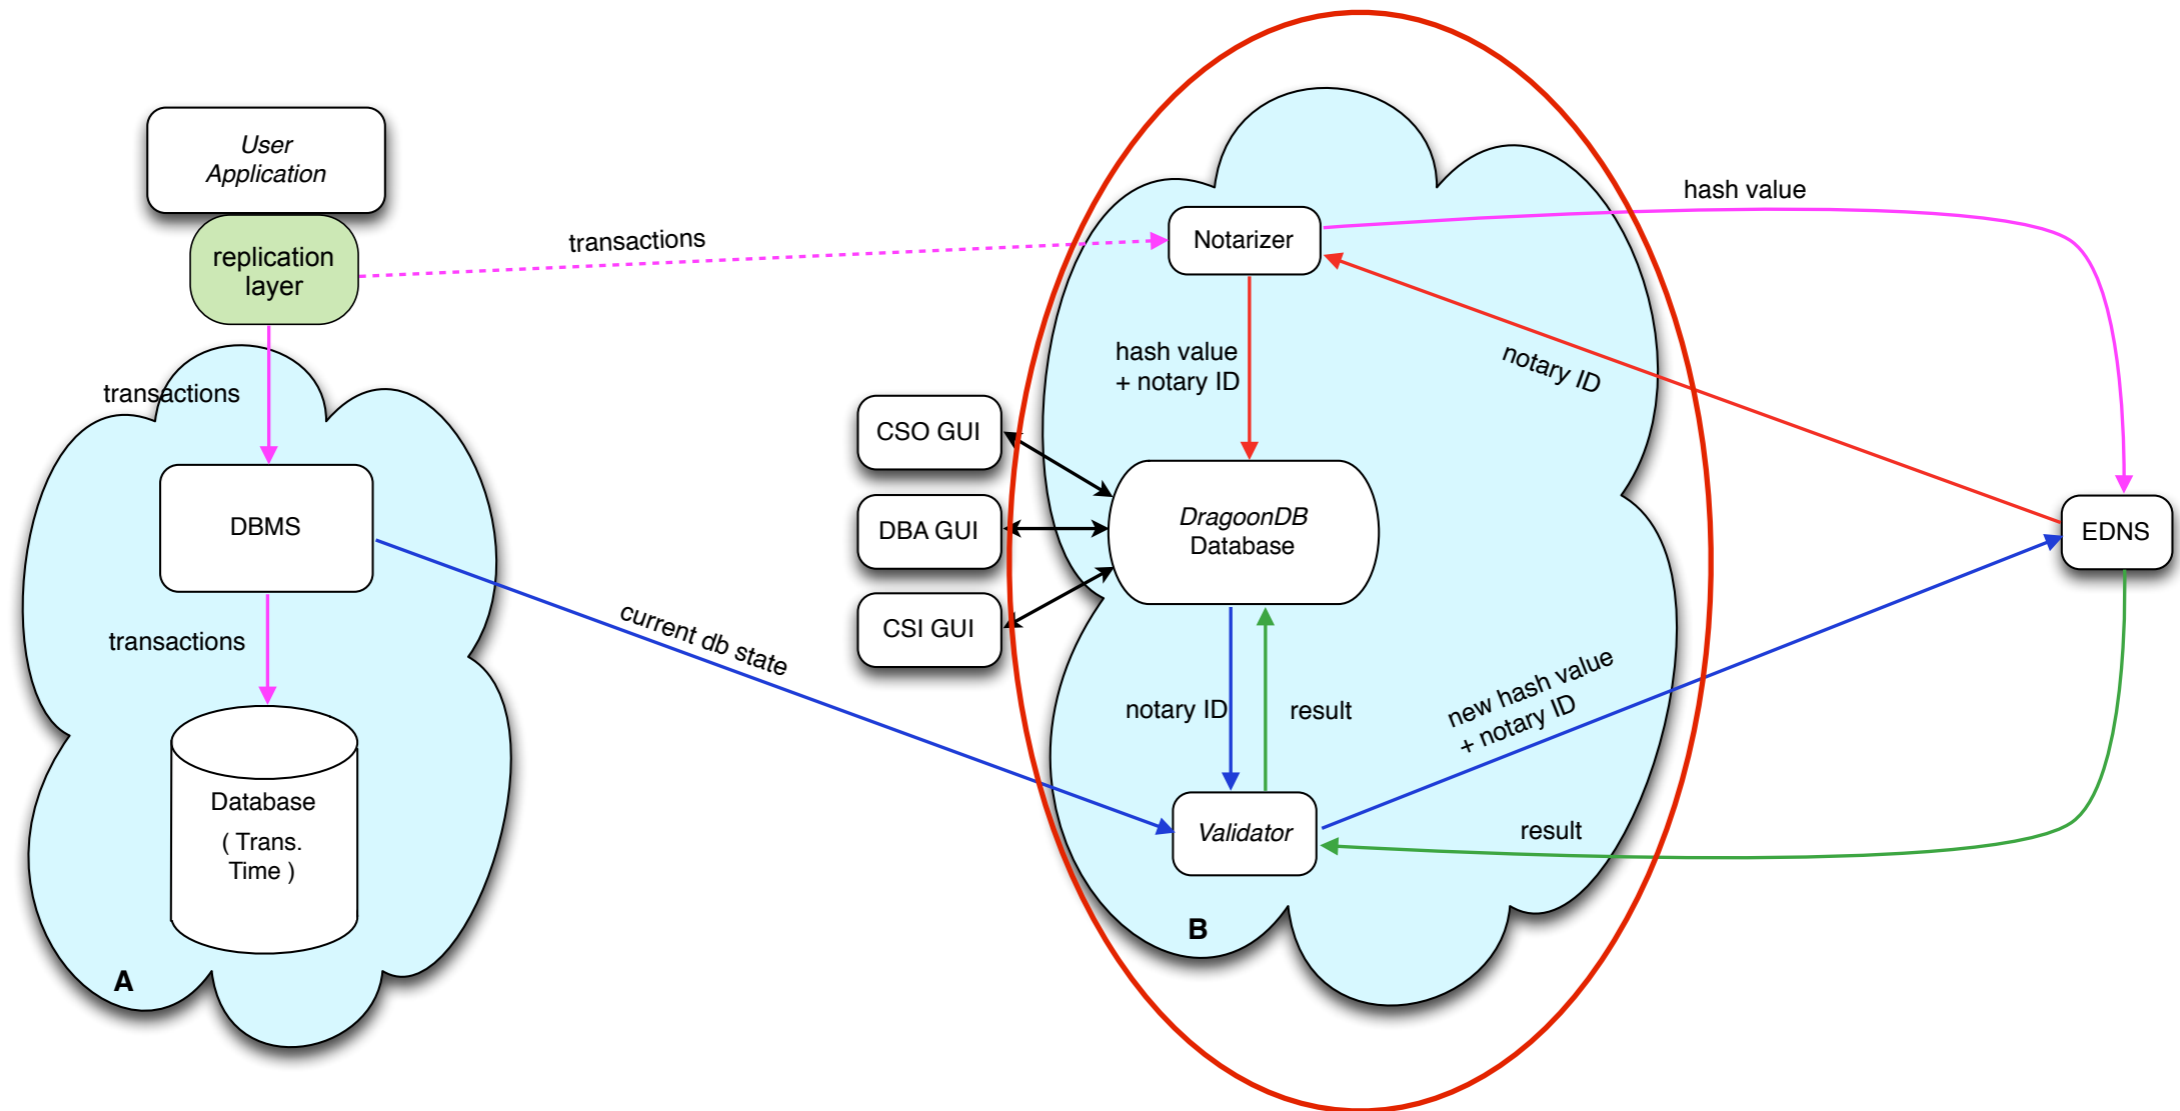 User
Application
replication
layer
transactions
transactions
DBMS
transactions
Database
( Trans.
Time )
A
current db state
CSO GUI
DBA GUI
CSI GUI
Notarizer
hash value
+ notary ID
DragoonDB
Database
notary ID
result
Validator
B
hash value
notary ID
EDNS
new hash value
+ notary ID
result